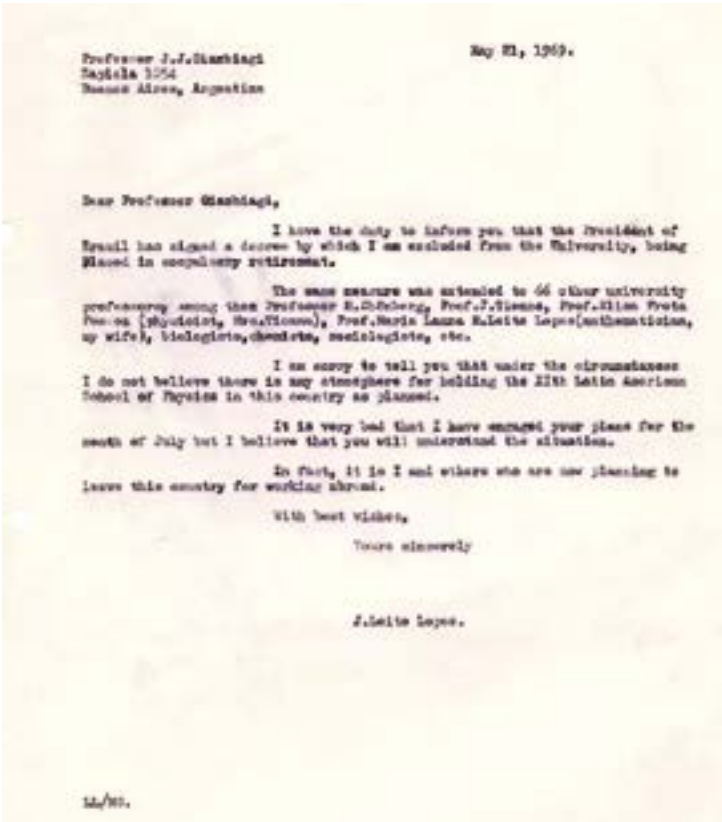 Professor J.J.Giambiagi
May 21, 1969.
Buenos Aires, Argentina
Dear Professor Giambiagi,
I have the duty to inform you that the President of
Brazil has signed a decree by which I am excluded from the University, being
placed in compulsory retirement.
The same measure was extended to 66 other university
professors, among them Professor M.Schönberg, Prof.J.Tiomno, Prof.Elisa Frota
Pessoa (physicist, Mrs.Tiomno), Prof.Maria Laura M.Leite Lopes(mathematician,
my wife), biologists, chemists, sociologists, etc.
I am sorry to tell you that under the circumstances
I do not believe there is any atmosphere for holding the Latin American
School of Physics in this country as planned.
It is very bad that I have engaged your plans for the
month of July but I believe that you will understand the situation.
In fact, it is I and others who are now planning to
leave this country for working abroad.
With best wishes,
Yours sincerely
J.Leite Lopes.